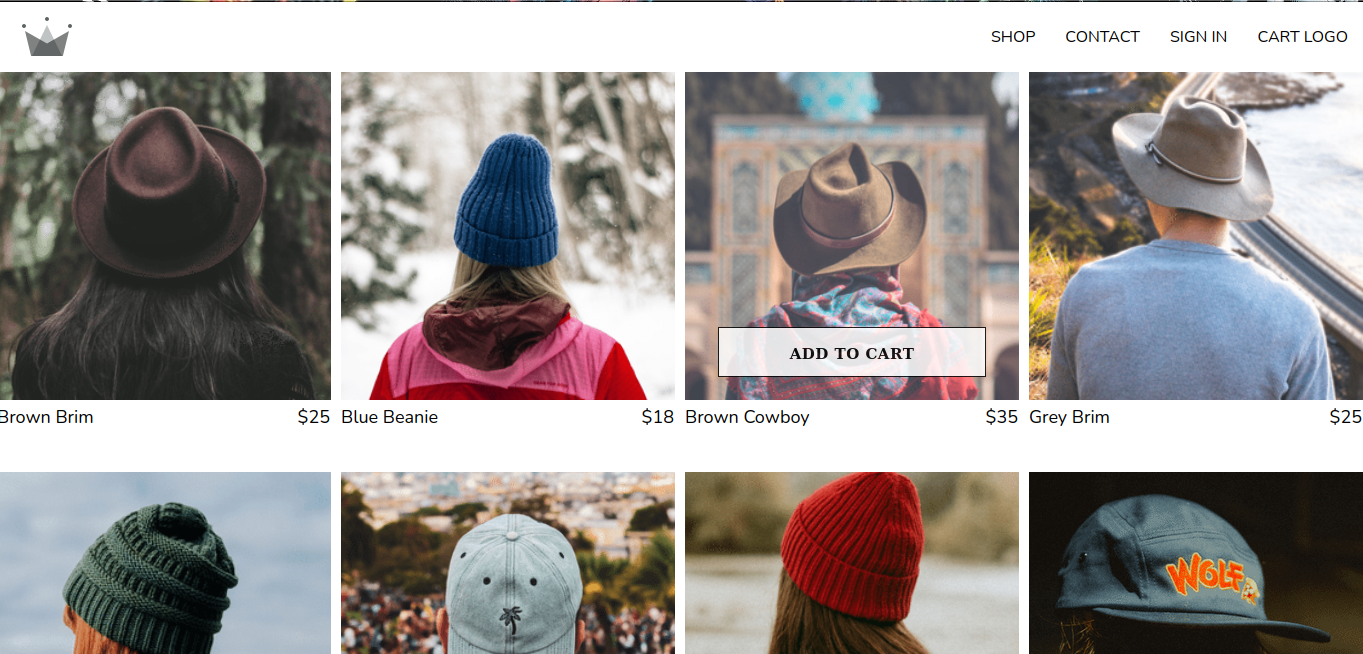 SHOP CONTACT SIGN IN CART LOGO
ADD TO CART
Brown Brim $25 Blue Beanie $18 Brown Cowboy $35 Grey Brim $25
WOLF